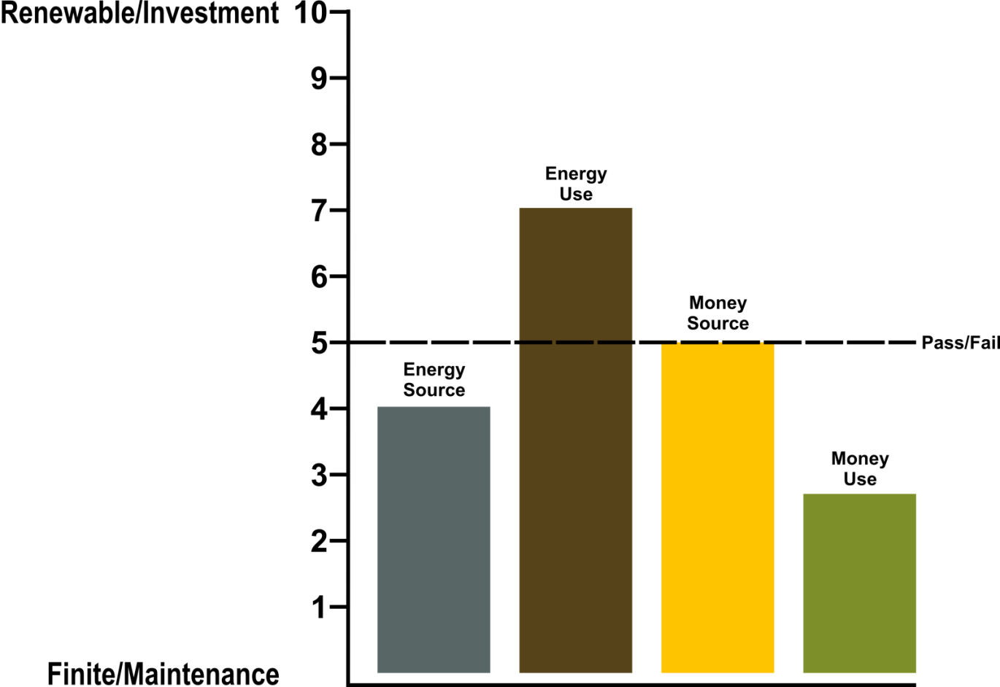 Renewable/Investment 10
9
8
Energy
Use
7
6
Money
Source
5
Pass/Fail
Energy
Source
4
3
Money
Use
2
1
Finite/Maintenance